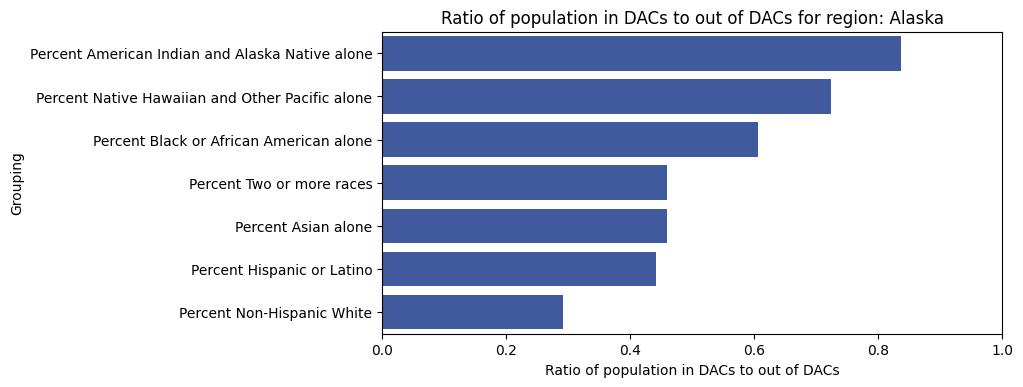 Ratio of population in DACs to out of DACs for region: Alaska
Grouping
Percent American Indian and Alaska Native alone
Percent Native Hawaiian and Other Pacific alone
Percent Black or African American alone
Percent Two or more races
Percent Asian alone
Percent Hispanic or Latino
Percent Non-Hispanic White
0.0 0.2 0.4 0.6 0.8 1.0
Ratio of population in DACs to out of DACs